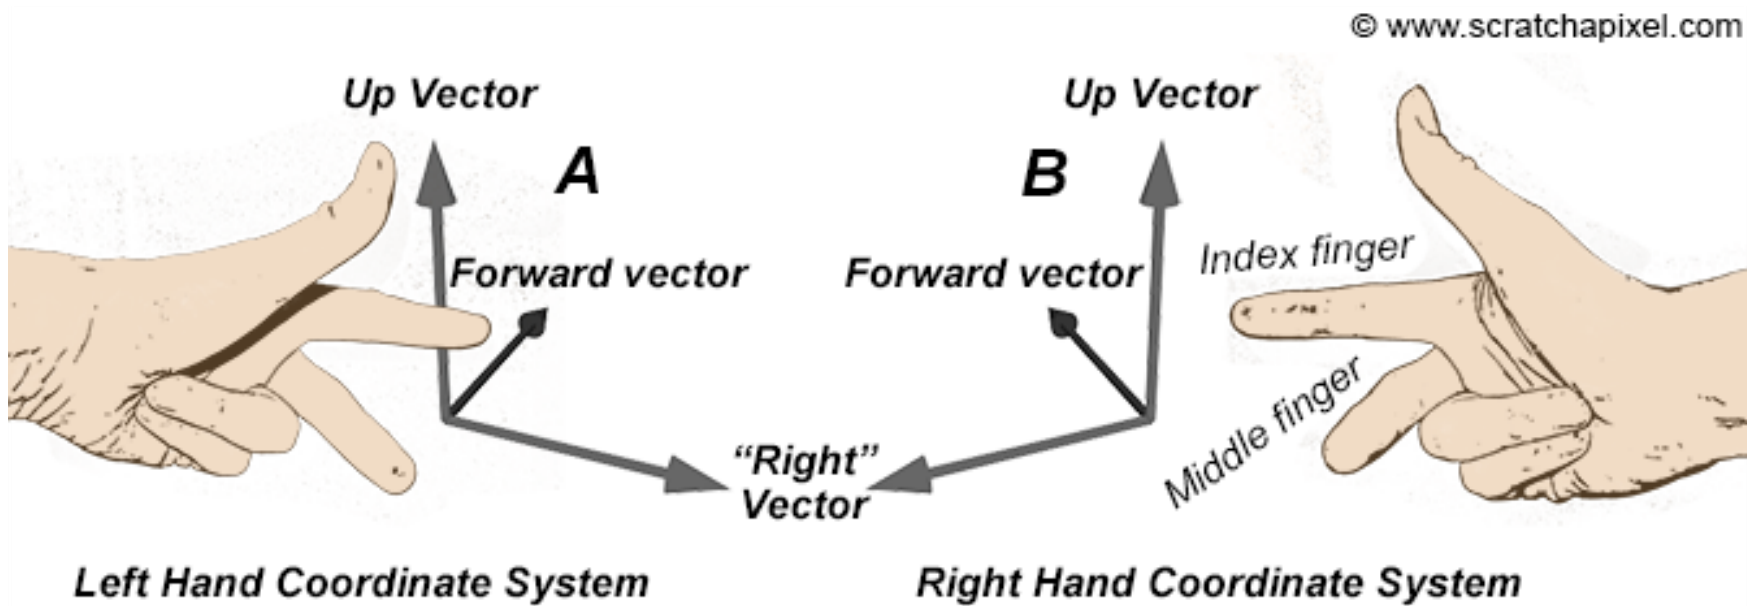 © www.scratchapixel.com
Up Vector
Up Vector
A
B
Index finger
Forward vector
Forward vector
Middle finger
“Right”
Vector
Left Hand Coordinate System
Right Hand Coordinate System